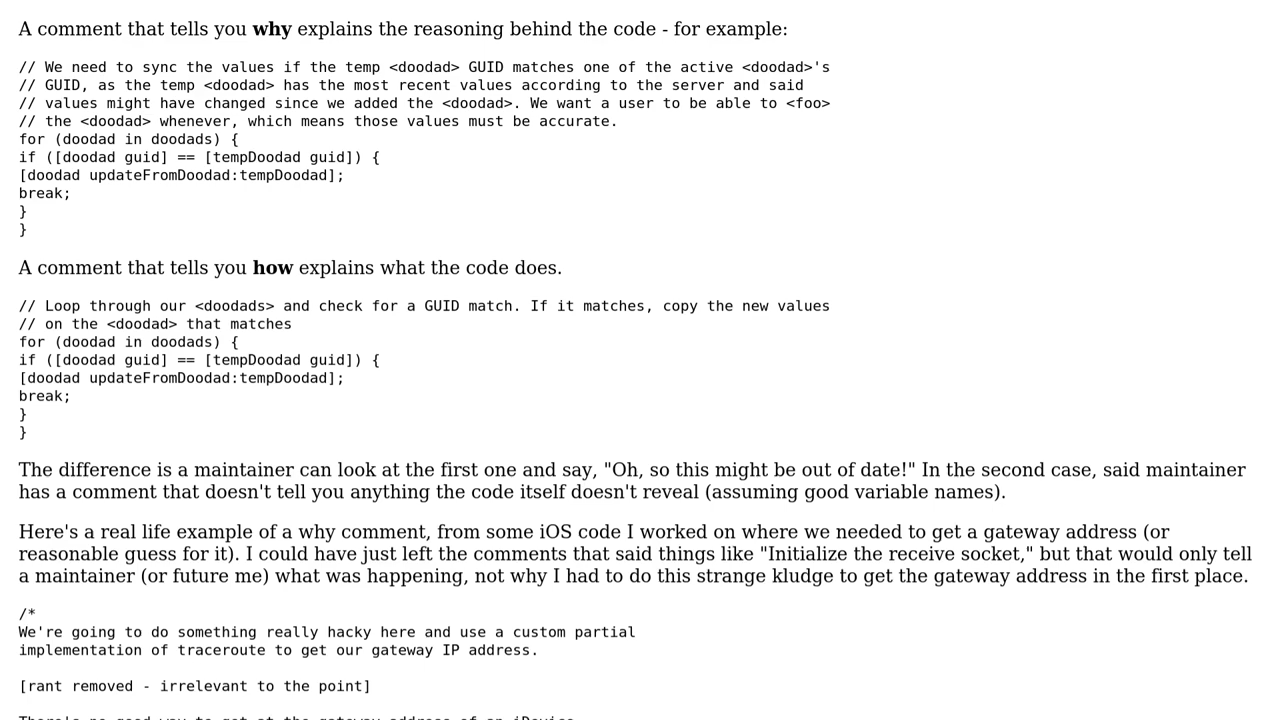 A comment that tells you why explains the reasoning behind the code - for example:
// We need to sync the values if the temp <doodad> GUID matches one of the active <doodad>'s
// GUID, as the temp <doodad> has the most recent values according to the server and said
// values might have changed since we added the <doodad>. We want a user to be able to <foo>
// the <doodad> whenever, which means those values must be accurate.
for (doodad in doodads) {
if ([doodad guid] == [tempDoodad guid]) {
[doodad updateFromDoodad:tempDoodad];
break;
}
}
A comment that tells you how explains what the code does.
// Loop through our <doodads> and check for a GUID match. If it matches, copy the new values
// on the <doodad> that matches
for (doodad in doodads) {
if ([doodad guid] == [tempDoodad guid]) {
[doodad updateFromDoodad:tempDoodad];
break;
}
}
The difference is a maintainer can look at the first one and say, "Oh, so this might be out of date!" In the second case, said maintainer
has a comment that doesn't tell you anything the code itself doesn't reveal (assuming good variable names).
Here's a real life example of a why comment, from some iOS code I worked on where we needed to get a gateway address (or
reasonable guess for it). I could have just left the comments that said things like "Initialize the receive socket," but that would only tell
a maintainer (or future me) what was happening, not why I had to do this strange kludge to get the gateway address in the first place.
/*
We're going to do something really hacky here and use a custom partial
implementation of traceroute to get our gateway IP address.
[rant removed - irrelevant to the point]
There's no good way to get at the gateway address of an iDevice